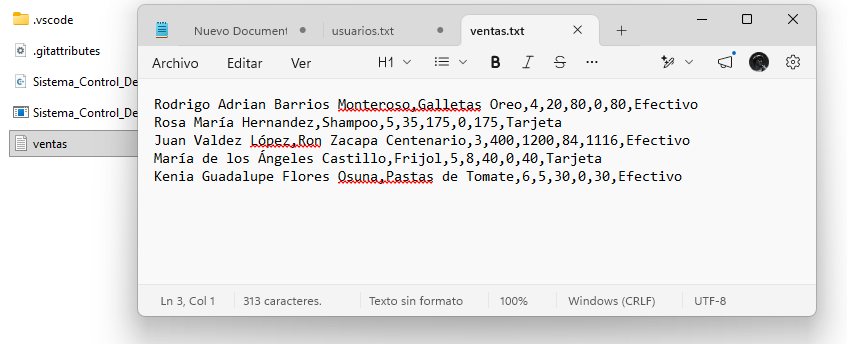 .vscode
.gitattributes
Sistema_Control_De
Sistema_Control_De
ventas
Nuevo Document
usuarios.txt
ventas.txt
Archivo Editar Ver H1 B I S
Rodrigo Adrian Barrios Monteroso,Galletas Oreo,4,20,80,0,80,Efectivo
Rosa María Hernandez,Shampoo,5,35,175,0,175,Tarjeta
Juan Valdez López,Ron Zacapa Centenario,3,400,1200,84,1116,Efectivo
María de los Ángeles Castillo,Frijol,5,8,40,0,40,Tarjeta
Kenia Guadalupe Flores Osuna,Pastas de Tomate,6,5,30,0,30,Efectivo
Ln 3, Col 1 313 caracteres. Texto sin formato 100% Windows (CRLF) UTF-8